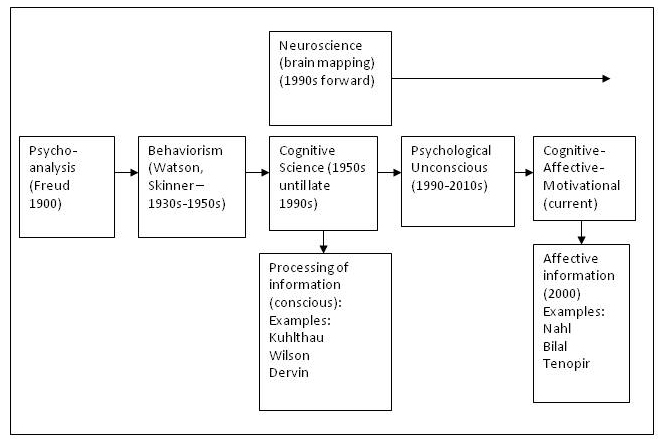 Neuroscience
(brain mapping)
(1990s forward)
Psycho-
analysis
(Freud
1900)
Behaviorism
(Watson,
Skinner—
1930s-1950s)
Cognitive
Science (1950s
until late
1990s)
Psychological
Unconscious
(1990-2010s)
Cognitive-
Affective-
Motivational
(current)
Processing of
information
(conscious):
Examples:
Kuhlthau
Wilson
Dervin
Affective
information
(2000)
Examples:
Nahl
Bilal
Tenopir